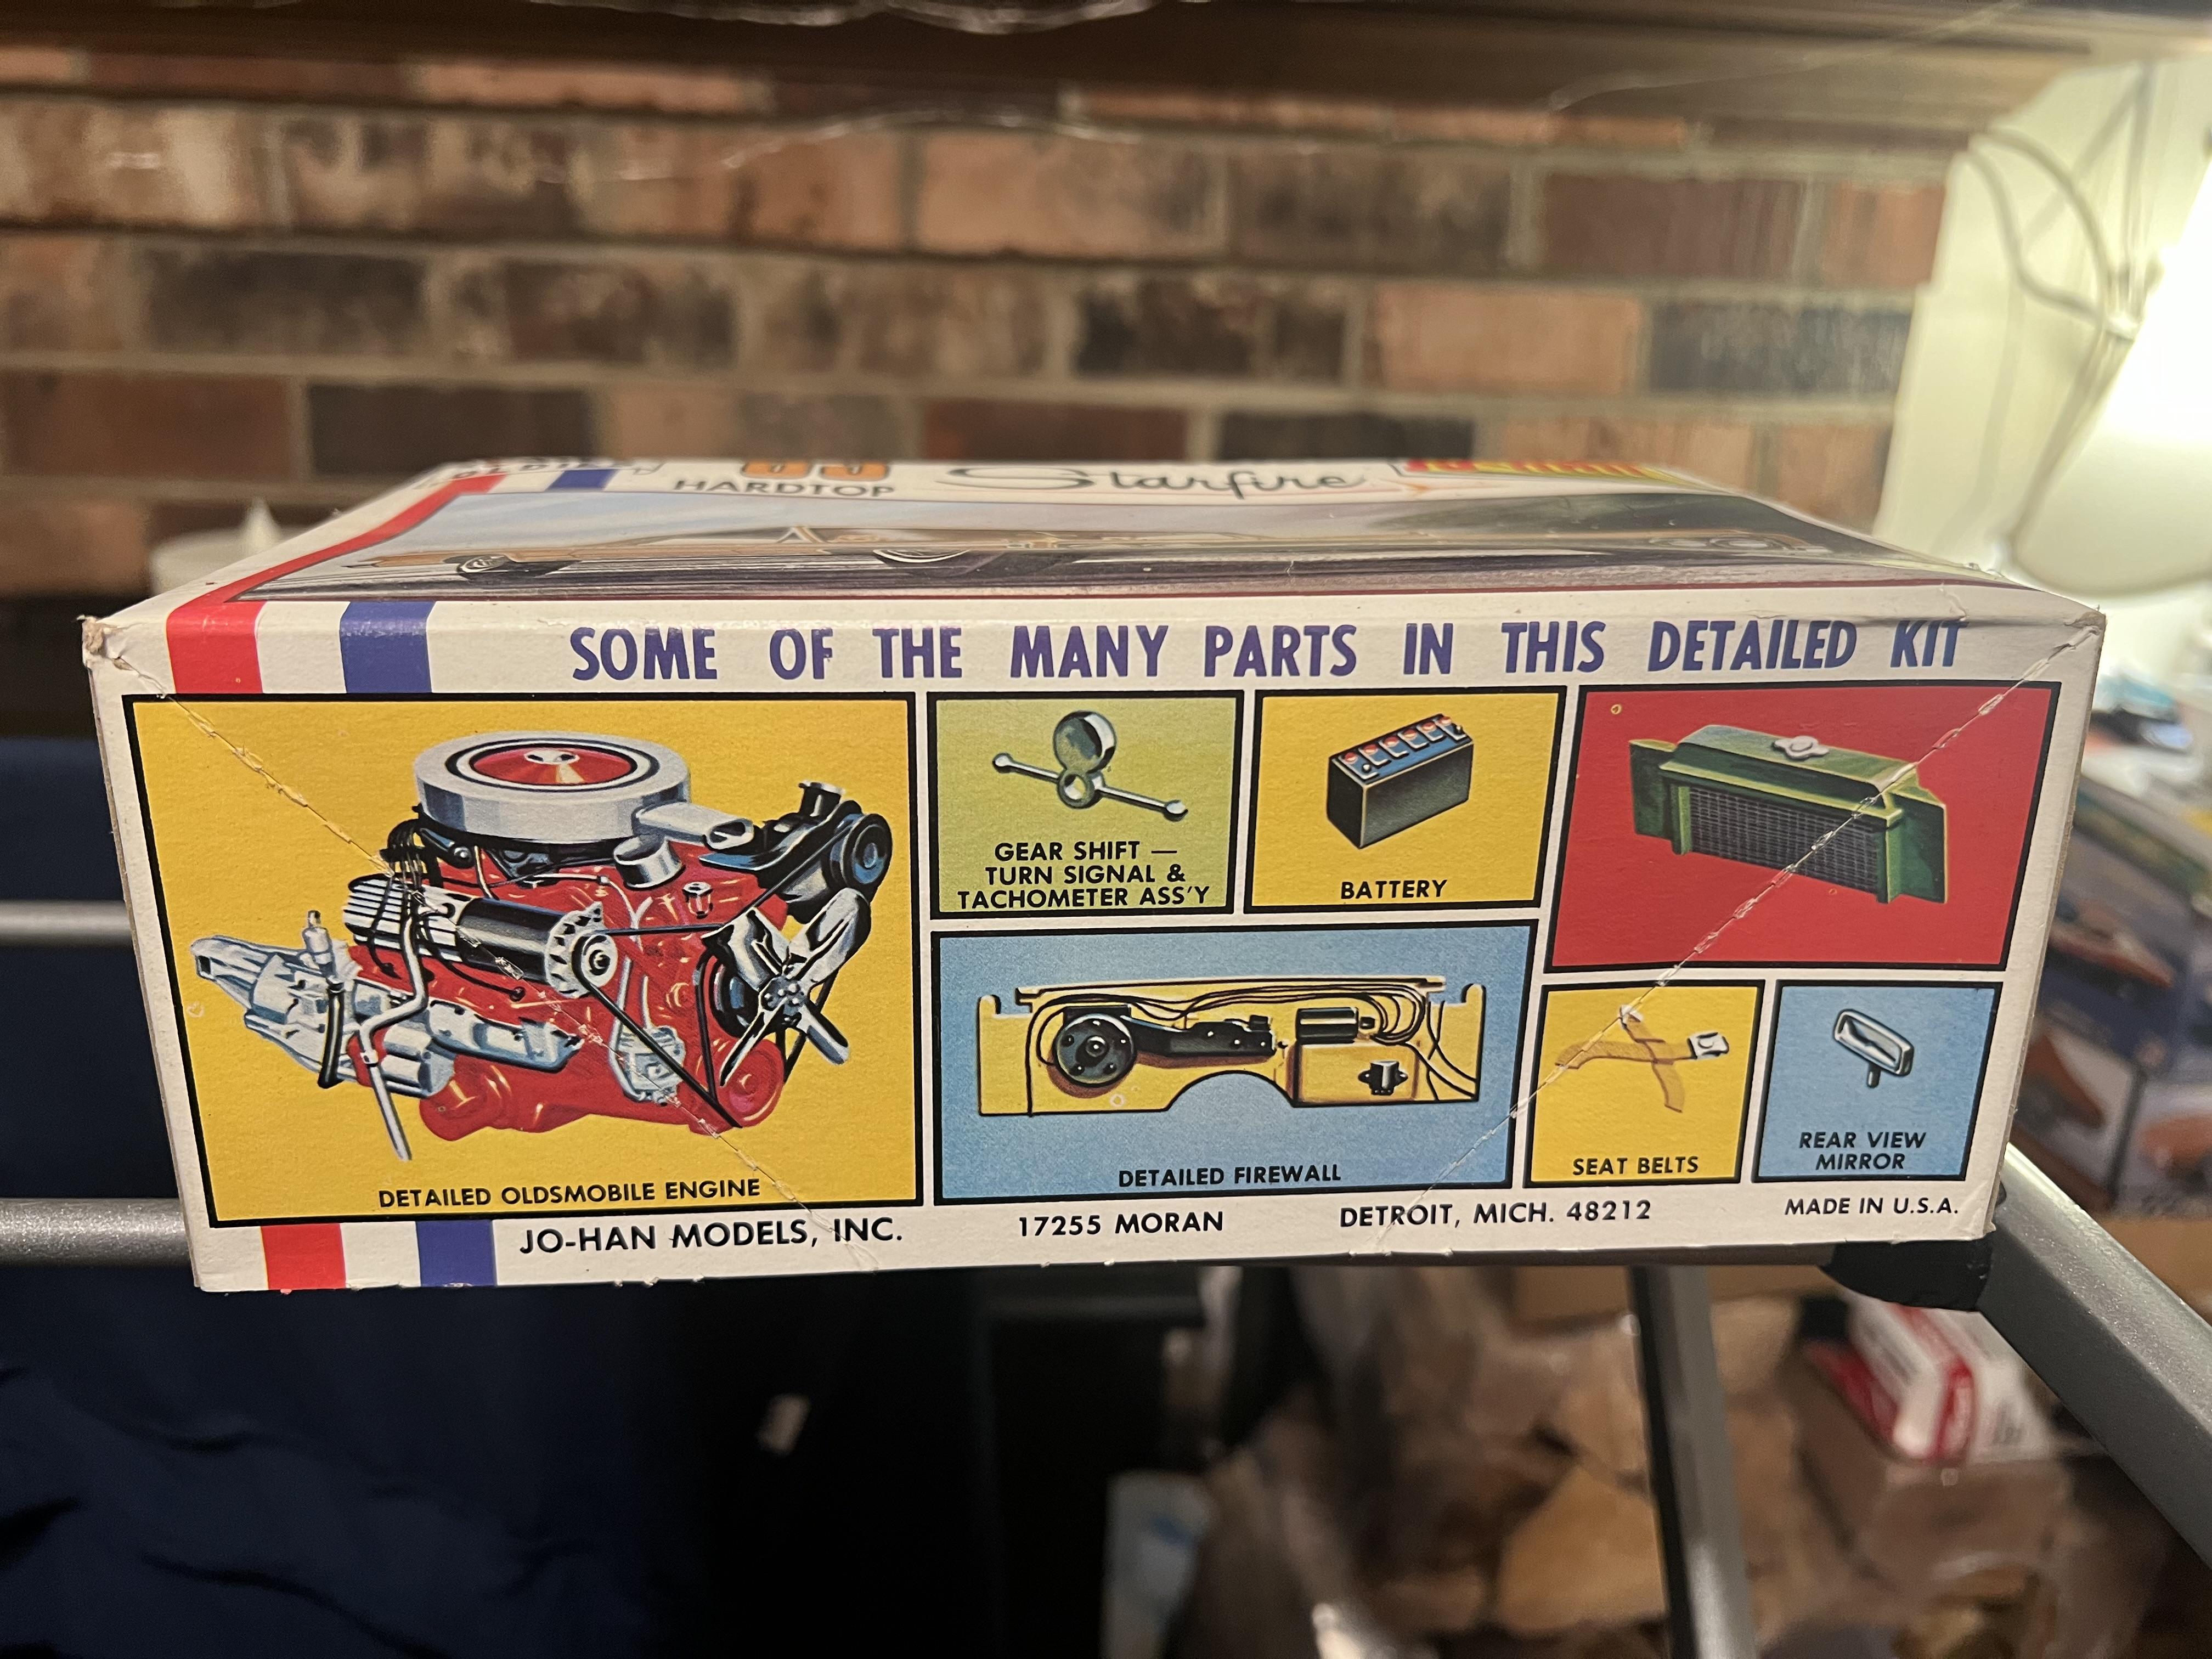 HARDTOP
Starfire
SOME OF THE MANY PARTS IN THIS DETAILED KIT
DETAILED OLDSMOBILE ENGINE
GEAR SHIFT —
TURN SIGNAL &
TACHOMETER ASS'Y
BATTERY
DETAILED FIREWALL
SEAT BELTS
REAR VIEW
MIRROR
JO-HAN MODELS, INC. 17255 MORAN DETROIT, MICH. 48212 MADE IN U.S.A.